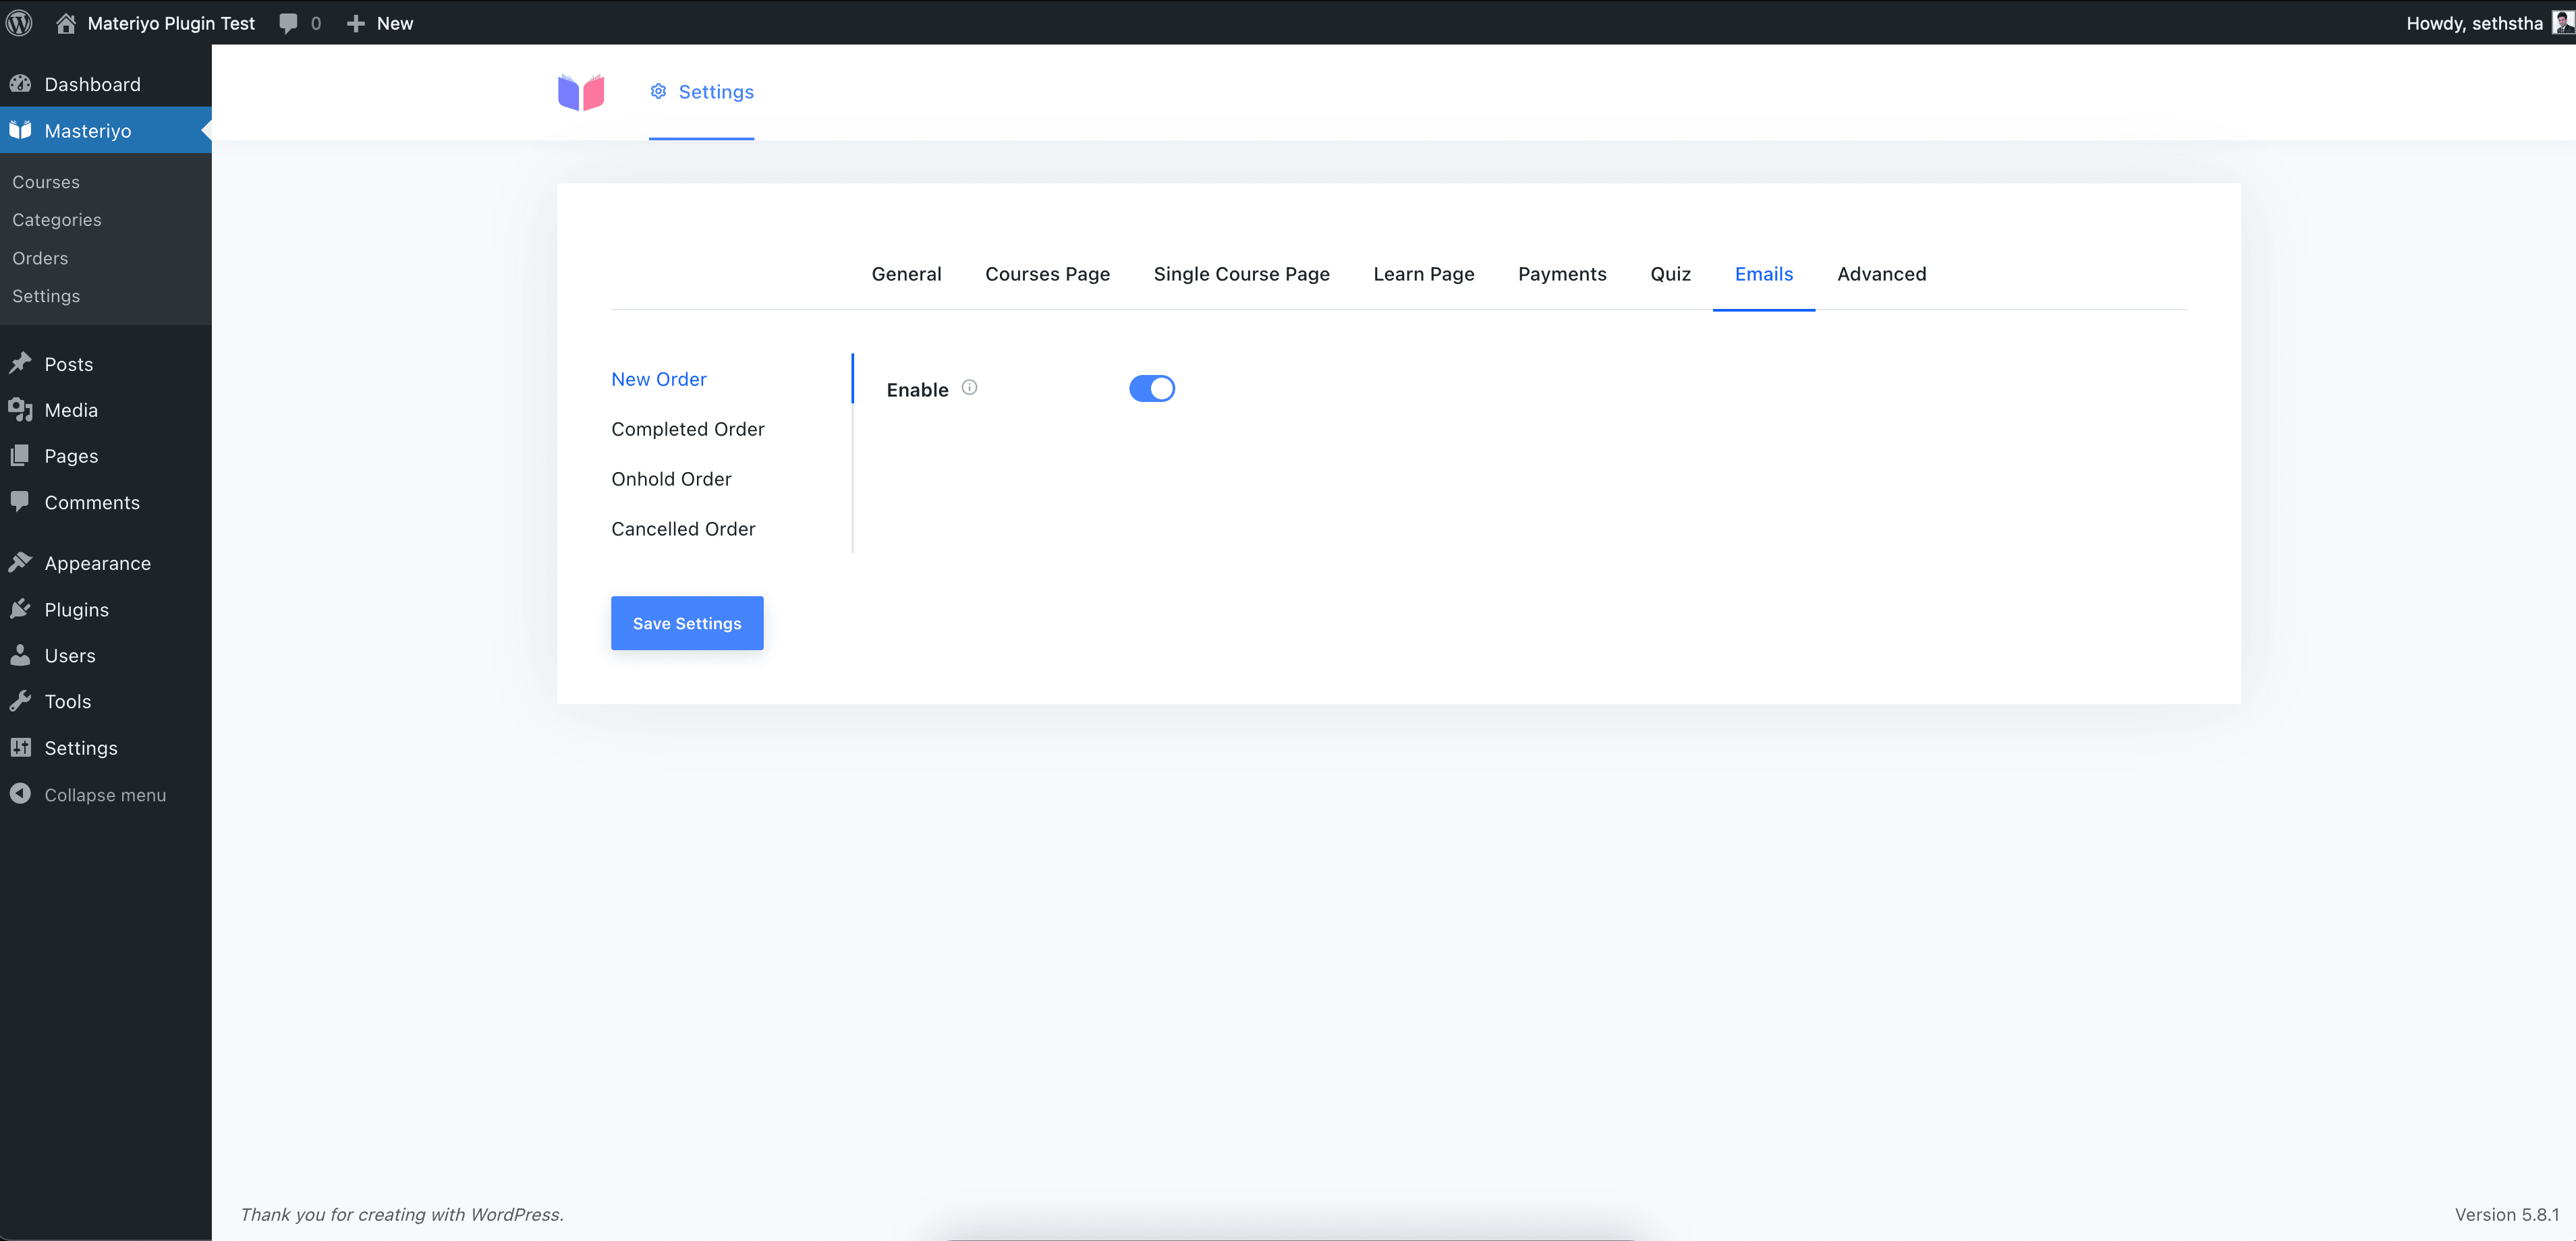 Materiyo Plugin Test 0 New Howdy, sethstha
Dashboard
Masteriyo
Courses
Categories
Orders
Settings
Posts
Media
Pages
Comments
Appearance
Plugins
Users
Tools
Settings
Collapse menu
Settings
General Courses Page Single Course Page Learn Page Payments Quiz Emails Advanced
New Order
Completed Order
Onhold Order
Cancelled Order
Enable
Save Settings
Thank you for creating with WordPress.
Version 5.8.1